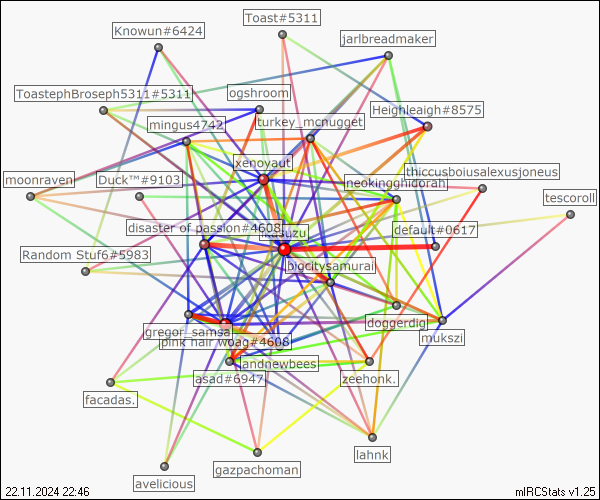 Toast#5311
Knowun#6424
jarlbreadmaker
ToastephBroseph5311#5311
ogshroom
Heighleaigh#8575
mingus4742
turkey_mcnugget
xenoyaut
thiccusboiusalexusjoneus
moonraven
Duck™#9103
neokingghidorah
tescoroll
disaster of passion#4608
default#0617
Random Stuf6#5983
bigcitysamurai
doggerdig
gregor_samsa
mukszi
pink hair woag#4608
andnewbees
asad#6947
zeehonk.
facadas.
lahnk
gazpachoman
avelicious
22.11.2024 22:46
mIRCStats v1.25